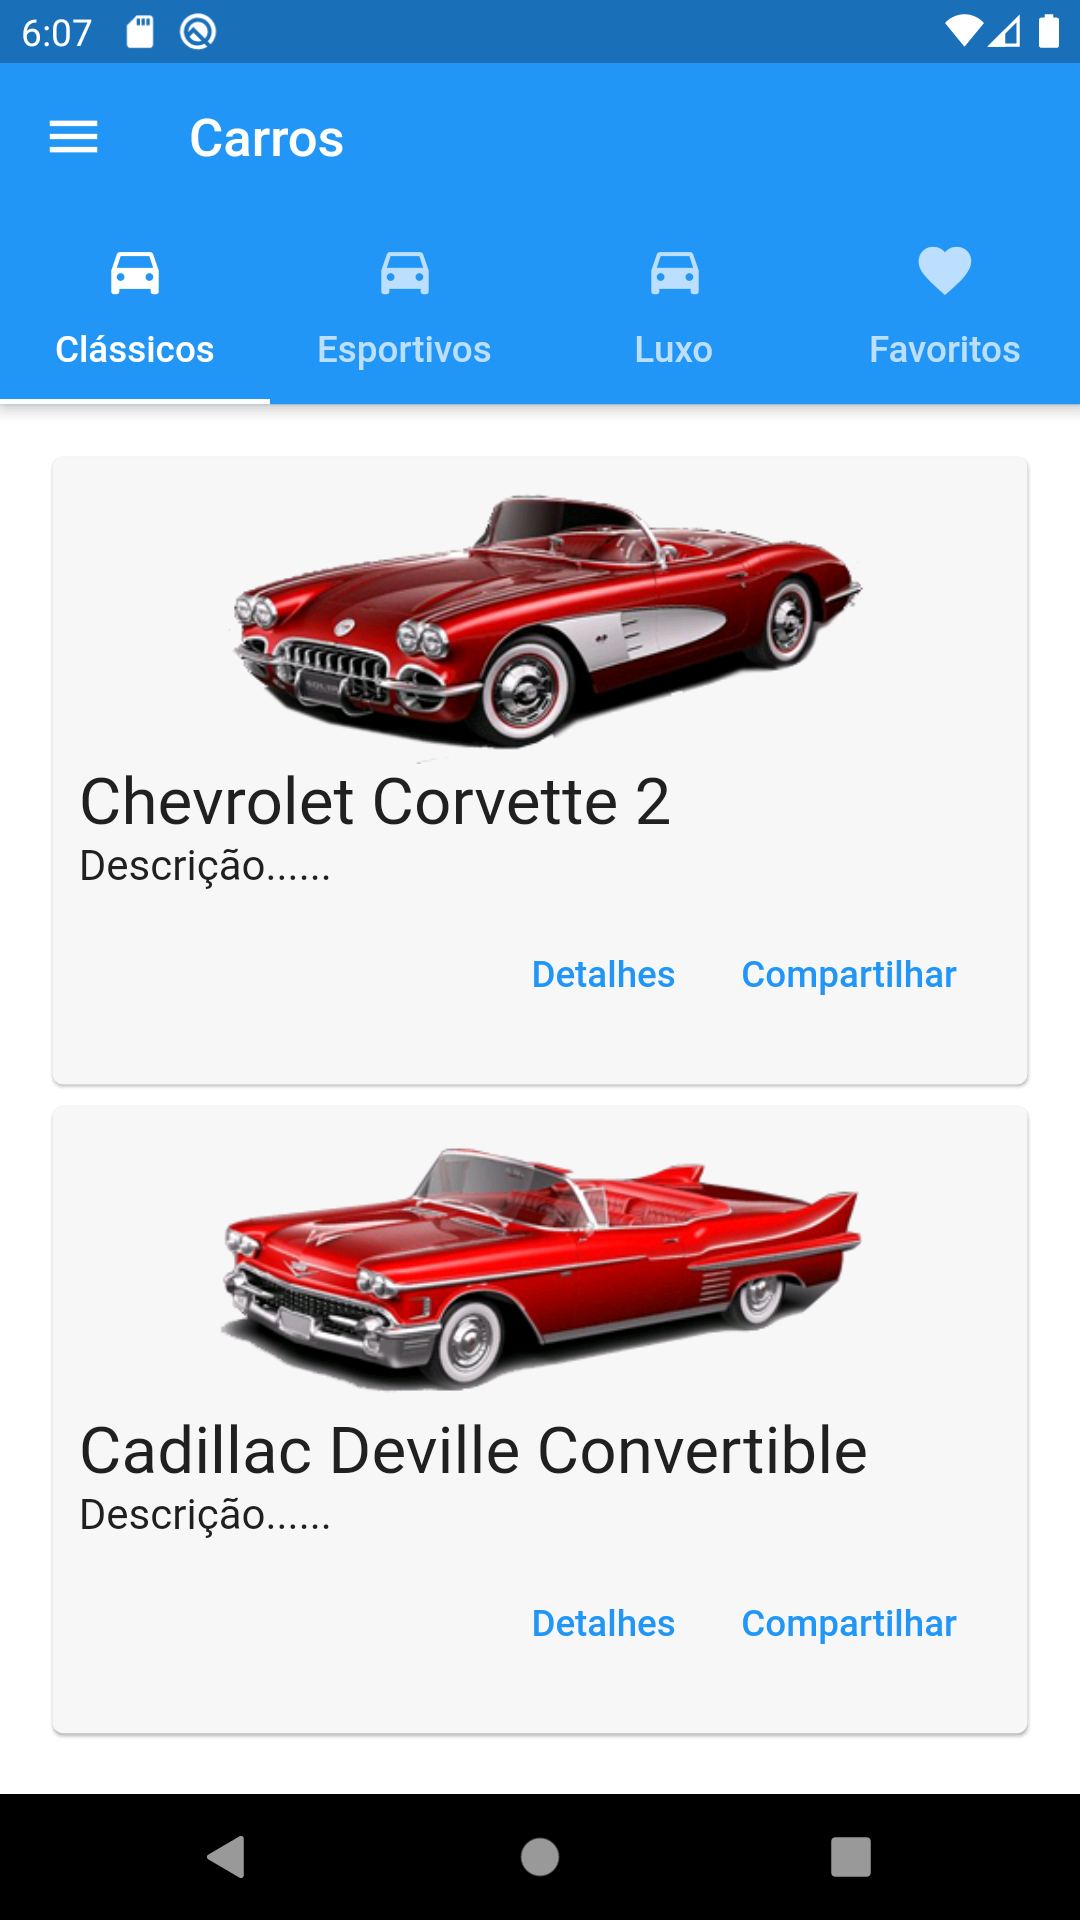 6:07
Carros
Clássicos Esportivos Luxo Favoritos
Chevrolet Corvette 2
Descrição......
Detalhes Compartilhar
Cadillac Deville Convertible
Descrição......
Detalhes Compartilhar